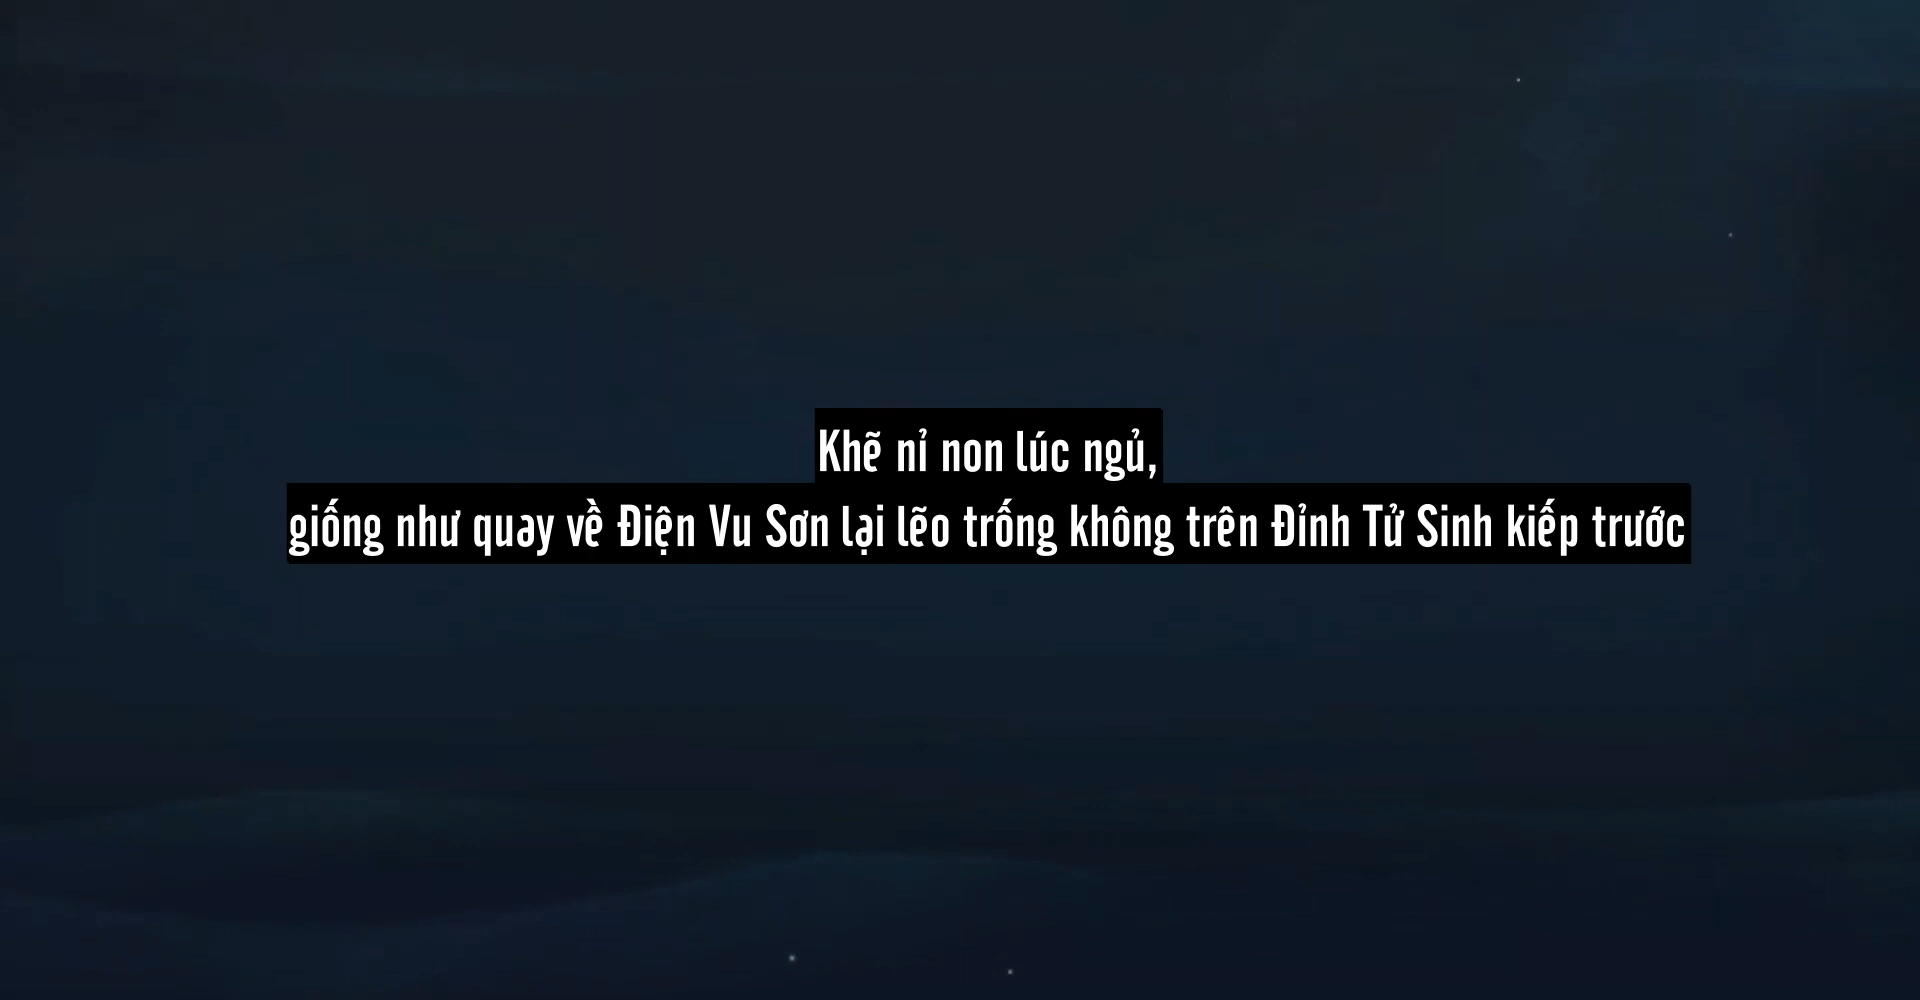 Khẽ nỉ non lúc ngủ,
giống như quay về Điện Vu Sơn lại lẽo trống không trên Đỉnh Tử Sinh kiếp trước